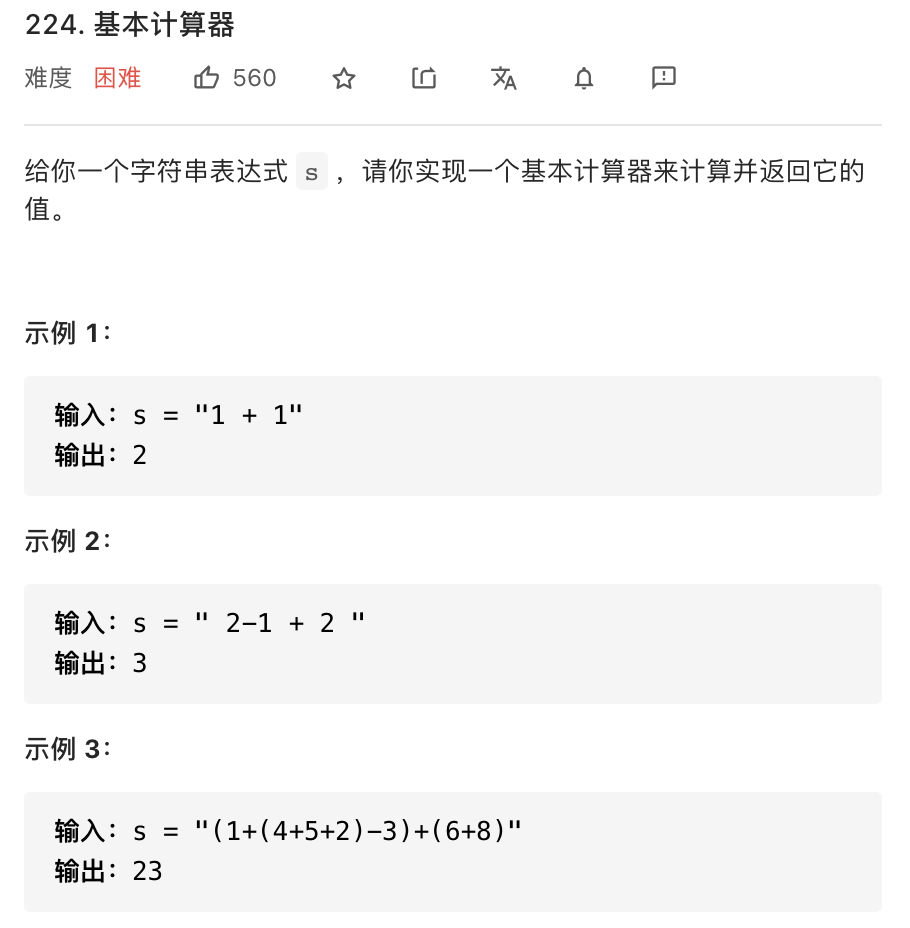 224. 基本计算器
难度 困难 560
给你一个字符串表达式 s ，请你实现一个基本计算器来计算并返回它的
值。
示例 1：
输入：s = "1 + 1"
输出：2
示例 2：
输入：s = " 2-1 + 2 "
输出：3
示例 3：
输入：s = "(1+(4+5+2)-3)+(6+8)"
输出：23